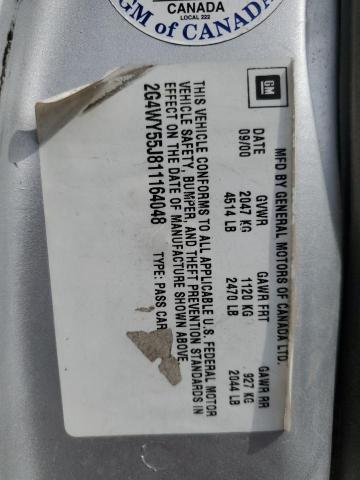 CANADA
LOCAL 222
GM of CANADA
GM
MFD BY GENERAL MOTORS OF CANADA LTD.
DATE GVWR GAWR FRT GAWR RR
09/00 2047 KG 1120 KG 927 KG
4514 LB 2470 LB 2044 LB
THIS VEHICLE CONFORMS TO ALL APPLICABLE U.S. FEDERAL MOTOR
VEHICLE SAFETY, BUMPER, AND THEFT PREVENTION STANDARDS IN
EFFECT ON THE DATE OF MANUFACTURE SHOWN ABOVE.
2G4WY55J811164048 TYPE: PASS CAR